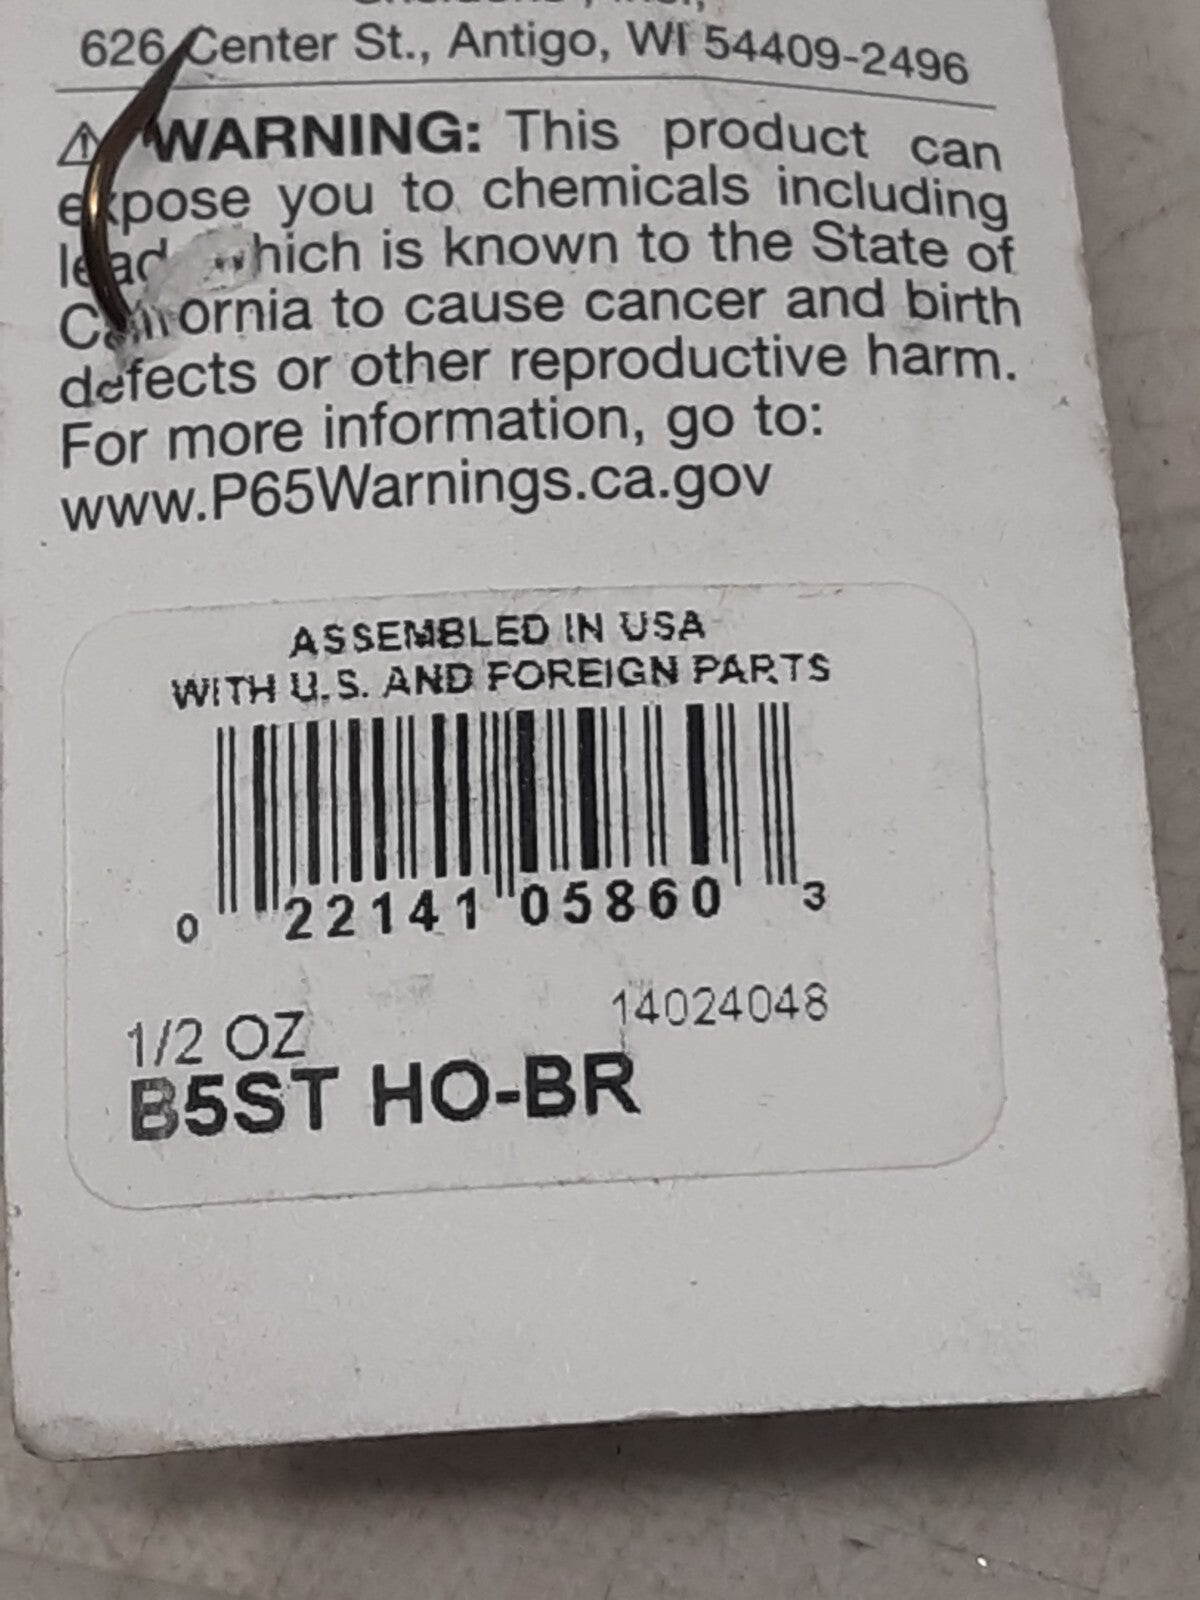 626 Center St., Antigo, WI 54409-2496
⚠ WARNING: This product can
expose you to chemicals including
lead, which is known to the State of
California to cause cancer and birth
defects or other reproductive harm.
For more information, go to:
www.P65Warnings.ca.gov
ASSEMBLED IN USA
WITH U.S. AND FOREIGN PARTS
0 22141 05860 3
14024048
1/2 OZ
B5ST HO-BR